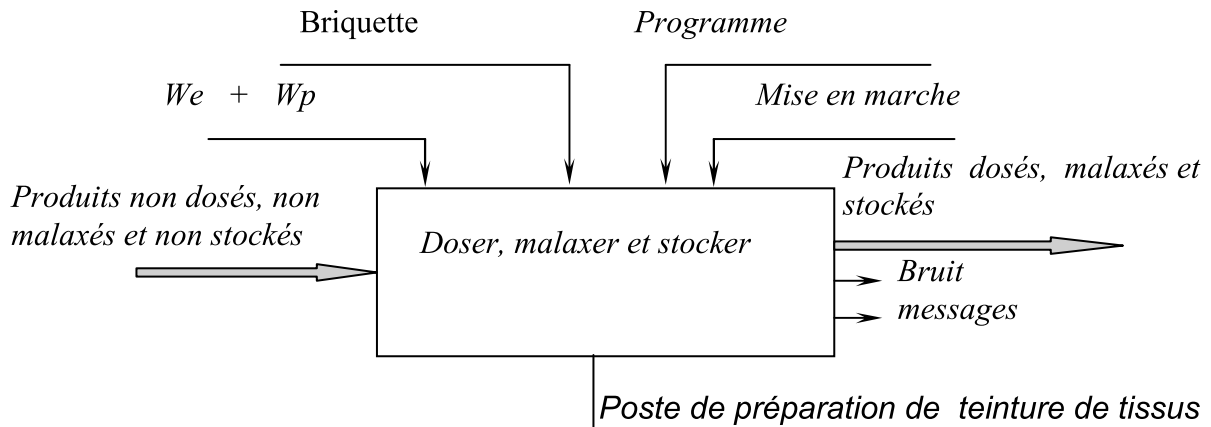 Briquette
Programme
We + Wp
Mise en marche
Produits non dosés, non
malaxés et non stockés
Doser, malaxer et stocker
Produits dosés, malaxés et
stockés
Bruit
messages
Poste de préparation de teinture de tissus